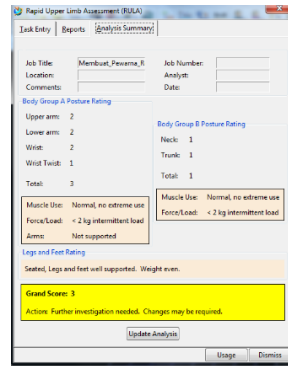 Rapid Upper Limb Assessment (RULA)
Task Entry Reports Analysis Summary
Job Title: Membuat_Pewarna_R Job Number:
Location: Analyst:
Comments: Date:
Body Group A Posture Rating
Upper arm: 2
Lower arm: 2
Wrist: 2
Wrist Twist: 1
Total: 3
Muscle Use: Normal, no extreme use
Force/Load: < 2 kg intermittent load
Arms: Not supported
Body Group B Posture Rating
Neck: 1
Trunk: 1
Total: 1
Muscle Use: Normal, no extreme use
Force/Load: < 2 kg intermittent load
Legs and Feet Rating
Seated, Legs and feet well supported. Weight even.
Grand Score: 3
Action: Further investigation needed. Changes may be required.
Update Analysis
Usage Dismiss